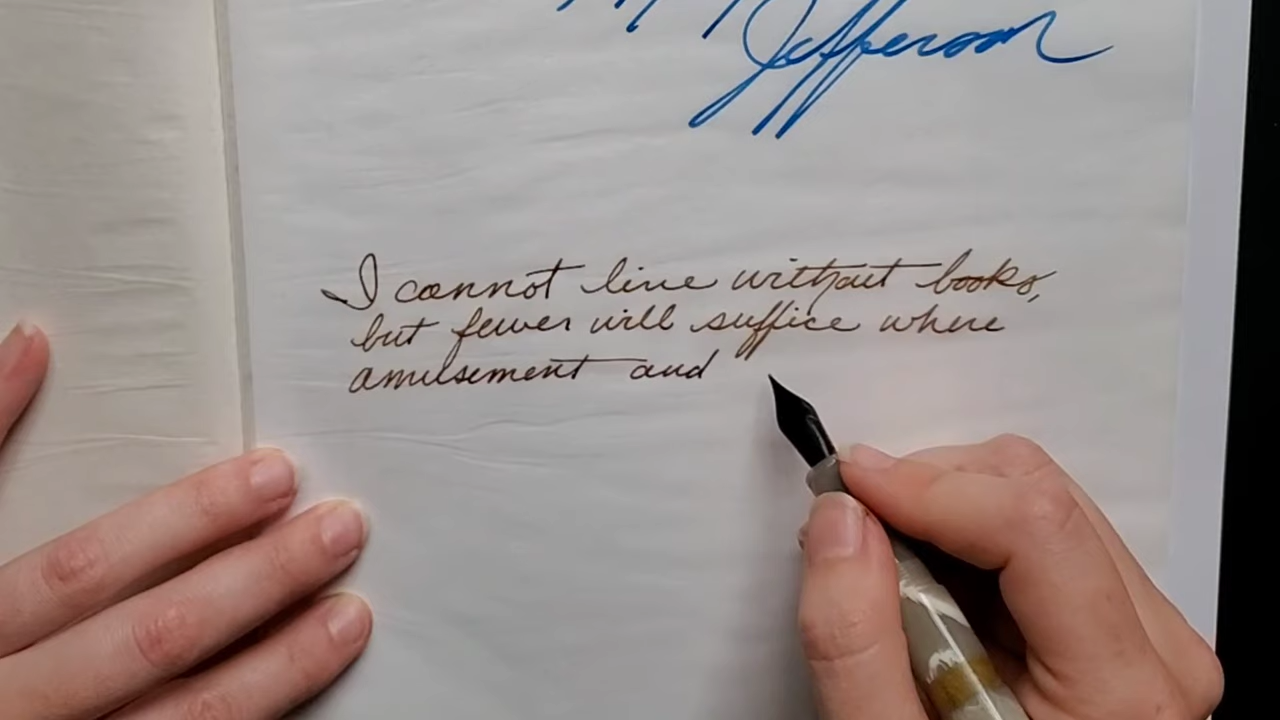 Jefferson
I cannot live without books,
but fewer will suffice where
amusement and